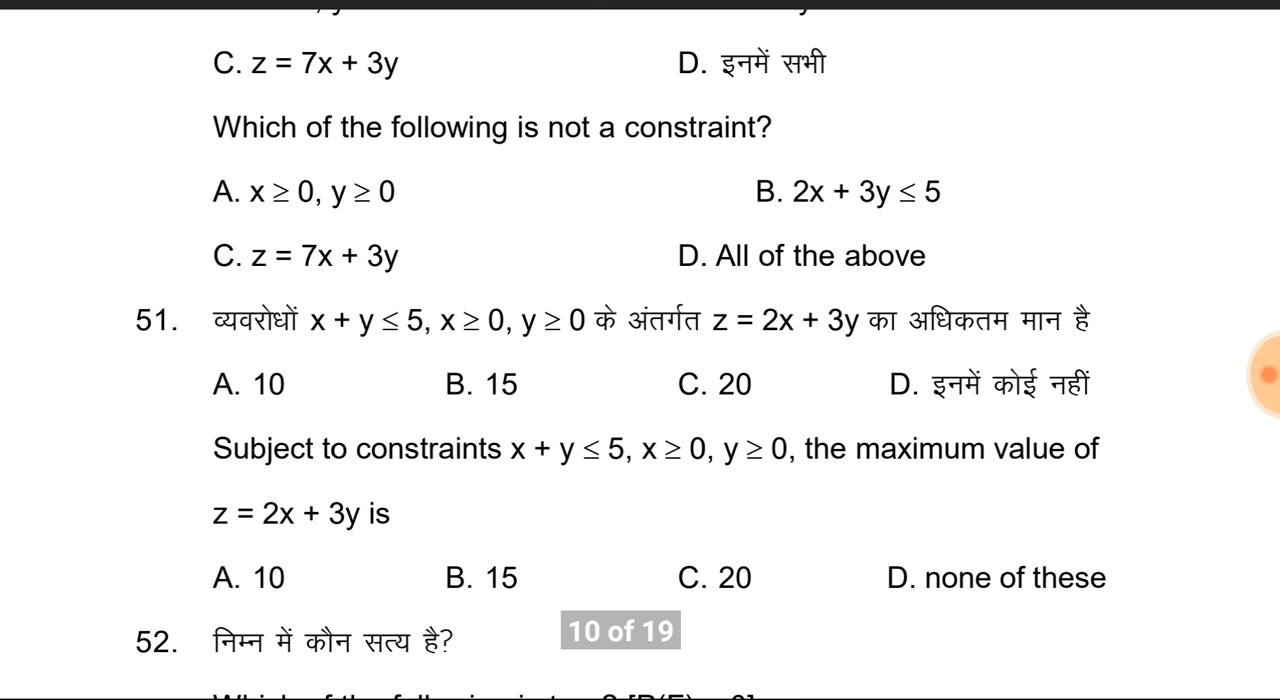 C. z = 7x + 3y D. इनमें सभी
Which of the following is not a constraint?
A. x ≥ 0, y ≥ 0 B. 2x + 3y ≤ 5
C. z = 7x + 3y D. All of the above
51. व्यवरोधों x + y ≤ 5, x ≥ 0, y ≥ 0 के अंतर्गत z = 2x + 3y का अधिकतम मान है
A. 10 B. 15 C. 20 D. इनमें कोई नहीं
Subject to constraints x + y ≤ 5, x ≥ 0, y ≥ 0, the maximum value of
z = 2x + 3y is
A. 10 B. 15 C. 20 D. none of these
52. निम्न में कौन सत्य है?
10 of 19